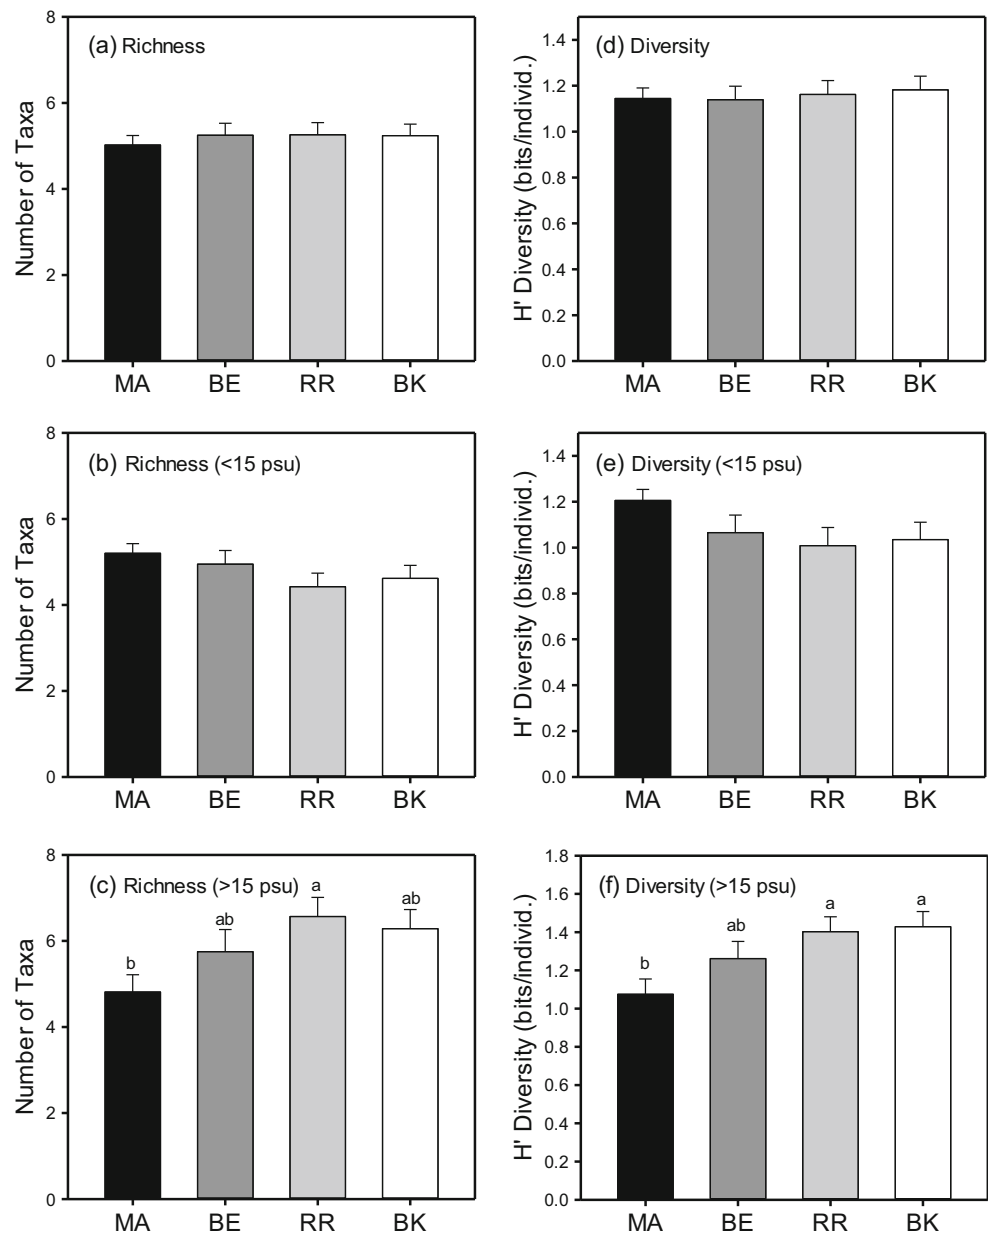 (a) Richness
Number of Taxa
8
6
4
2
0
MA BE RR BK
(d) Diversity
H' Diversity (bits/individ.)
1.4
1.2
1.0
0.8
0.6
0.4
0.2
0.0
MA BE RR BK
(b) Richness (<15 psu)
Number of Taxa
8
6
4
2
0
MA BE RR BK
(e) Diversity (<15 psu)
H' Diversity (bits/individ.)
1.4
1.2
1.0
0.8
0.6
0.4
0.2
0.0
MA BE RR BK
(c) Richness (>15 psu)
Number of Taxa
8
6
4
2
0
b ab a ab
MA BE RR BK
(f) Diversity (>15 psu)
H' Diversity (bits/individ.)
1.8
1.6
1.4
1.2
1.0
0.8
0.6
0.4
0.2
0.0
b ab a a
MA BE RR BK